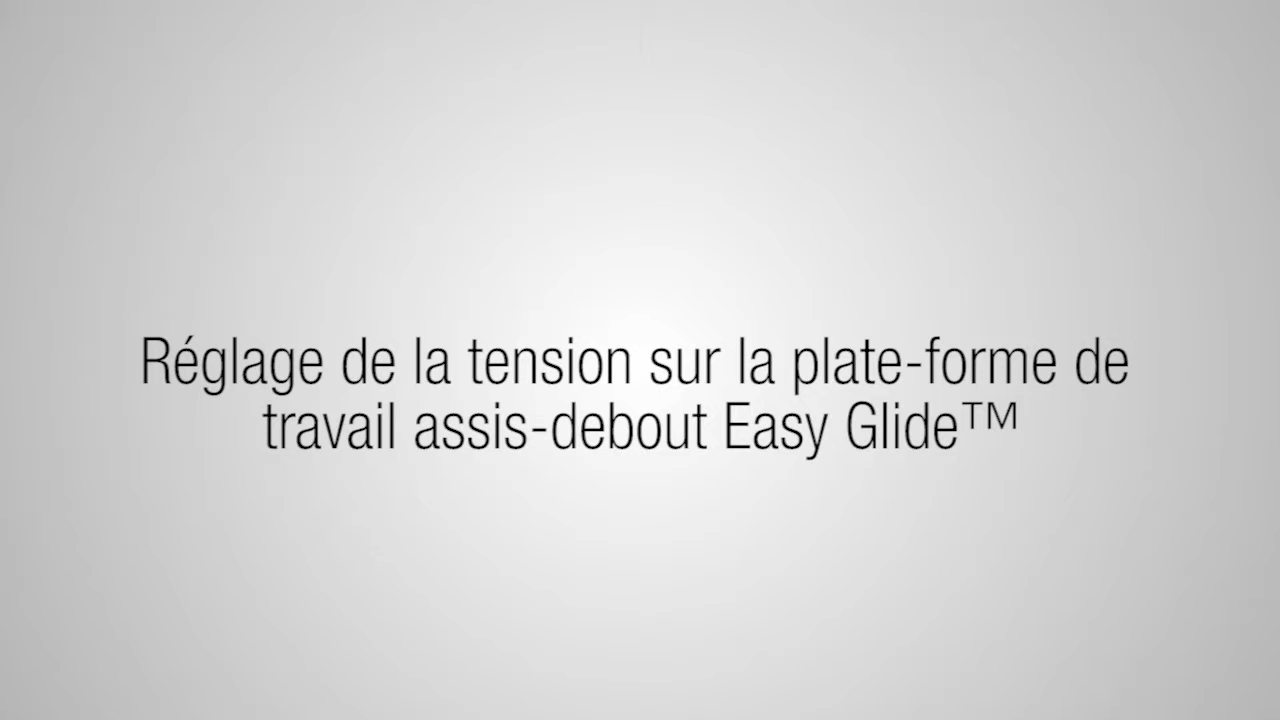 Réglage de la tension sur la plate-forme de
travail assis-debout Easy Glide™